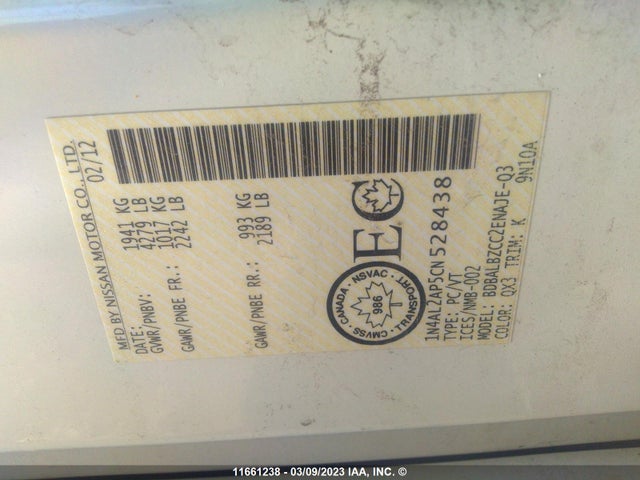 MFD BY NISSAN MOTOR CO., LTD.
DATE: 02/12
GVWR/PNBV: 1941 KG
4279 LB
GAWR/PNBE FR.: 1017 KG
2242 LB
GAWR/PNBE RR.: 993 KG
2189 LB
EC
CANADA · NSVAC · TRANSPORT · CMVSS
986
1N4AL2AP5CN528438
TYPE: PC/VT
ICES/NMB-002
MODEL: BDBALBZCC2ENAJE-Q3
COLOR: QX3 TRIM: K 9N10A
11661238 - 03/09/2023 IAA, INC. ©